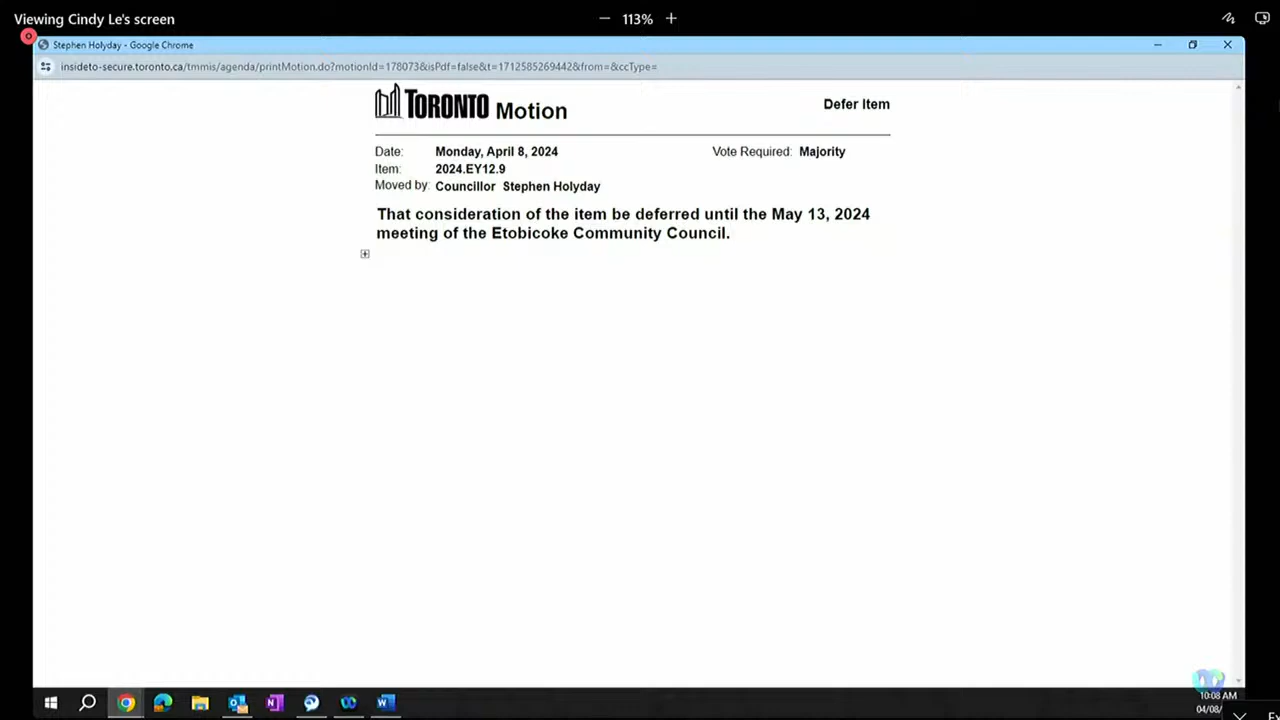 Viewing Cindy Le's screen
113%
Stephen Holyday - Google Chrome
insideto-secure.toronto.ca/tmmis/agenda/printMotion.do?motionId=178073&isPdf=false&t=1712585269442&from=&ccType=
TORONTO Motion
Defer Item
Date: Monday, April 8, 2024
Vote Required: Majority
Item: 2024.EY12.9
Moved by: Councillor Stephen Holyday
That consideration of the item be deferred until the May 13, 2024
meeting of the Etobicoke Community Council.
10:08 AM
04/08/